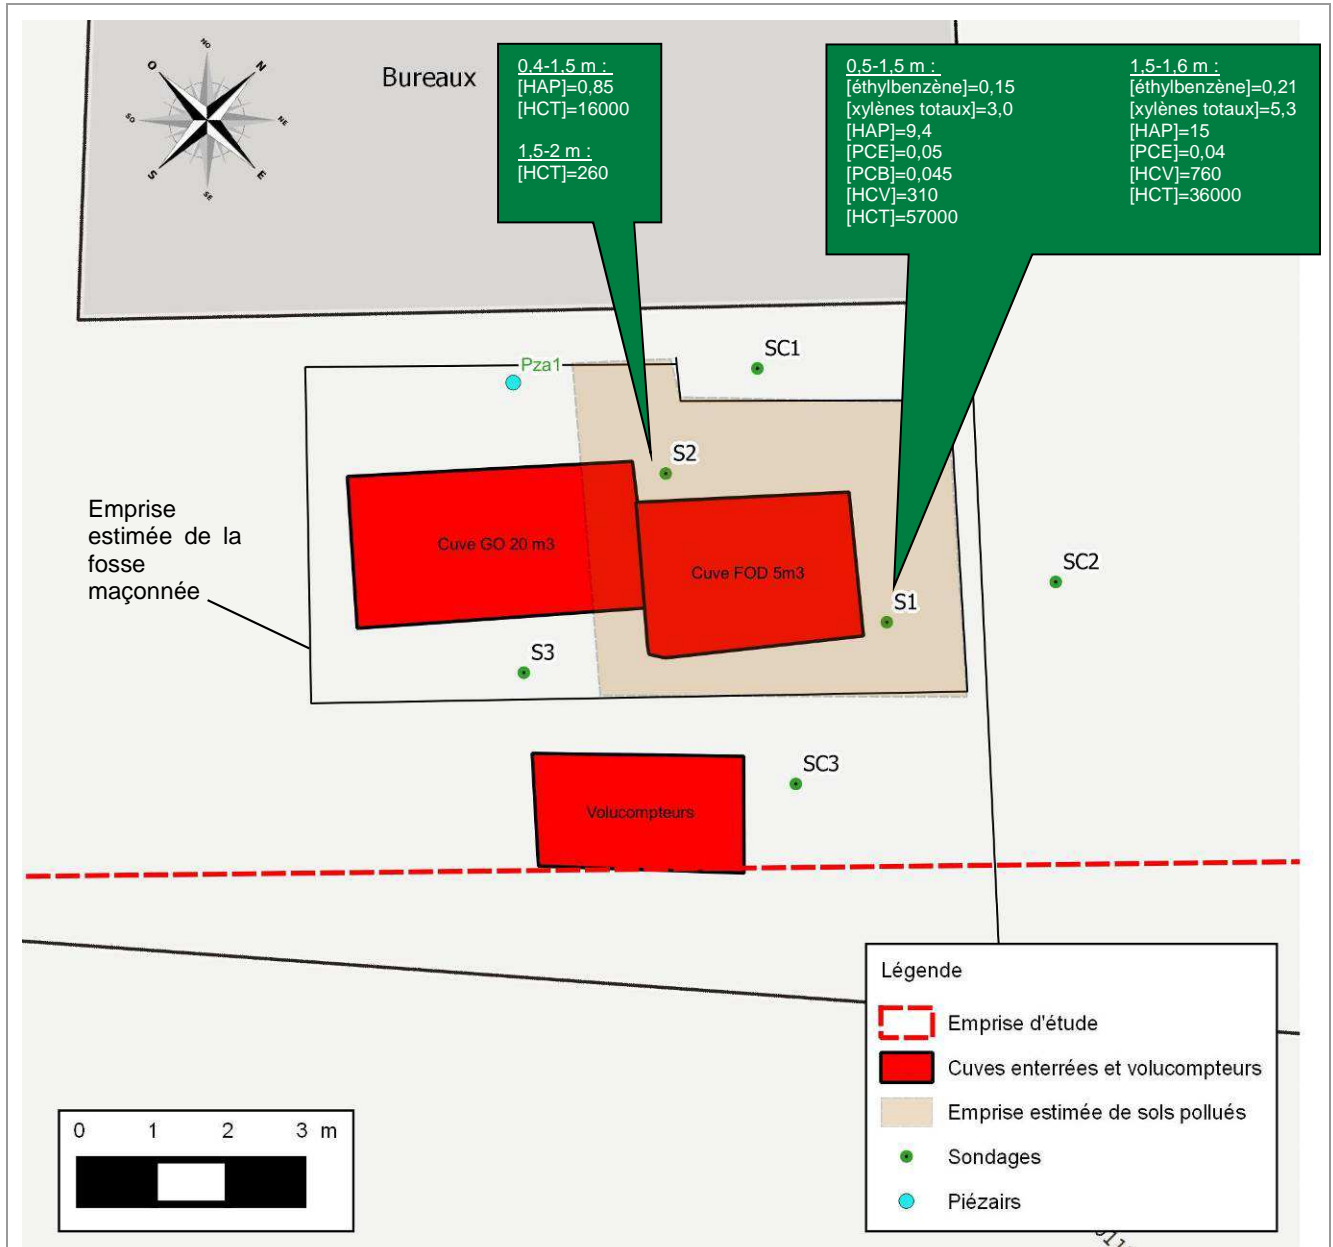 NO
O
N
SO
NE
S
E
SE
Bureaux
0,4-1,5 m :
[HAP]=0,85
[HCT]=16000
1,5-2 m :
[HCT]=260
0,5-1,5 m :
[éthylbenzène]=0,15
[xylènes totaux]=3,0
[HAP]=9,4
[PCE]=0,05
[PCB]=0,045
[HCV]=310
[HCT]=57000
1,5-1,6 m :
[éthylbenzène]=0,21
[xylènes totaux]=5,3
[HAP]=15
[PCE]=0,04
[HCV]=760
[HCT]=36000
SC1
Pza1
S2
Emprise
estimée de la
fosse
maçonnée
Cuve GO 20 m3
Cuve FOD 5m3
SC2
S1
S3
SC3
Volucompteurs
Légende
Emprise d'étude
Cuves enterrées et volucompteurs
Emprise estimée de sols pollués
Sondages
Piézairs
0 1 2 3 m